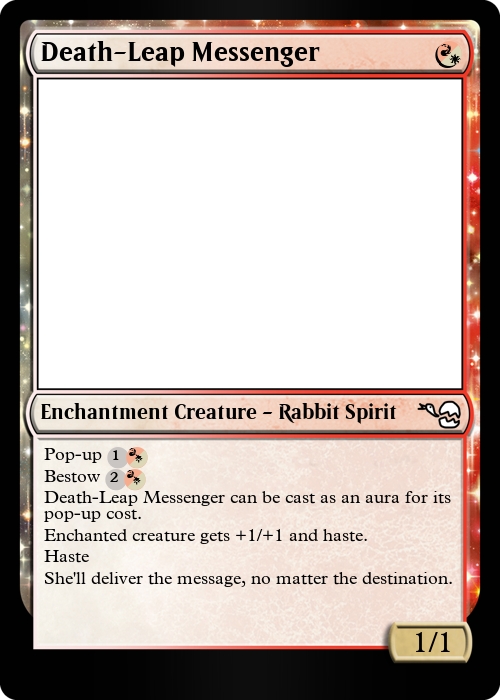 Death-Leap Messenger
Enchantment Creature - Rabbit Spirit
Pop-up 1
Bestow 2
Death-Leap Messenger can be cast as an aura for its
pop-up cost.
Enchanted creature gets +1/+1 and haste.
Haste
She'll deliver the message, no matter the destination.
1/1